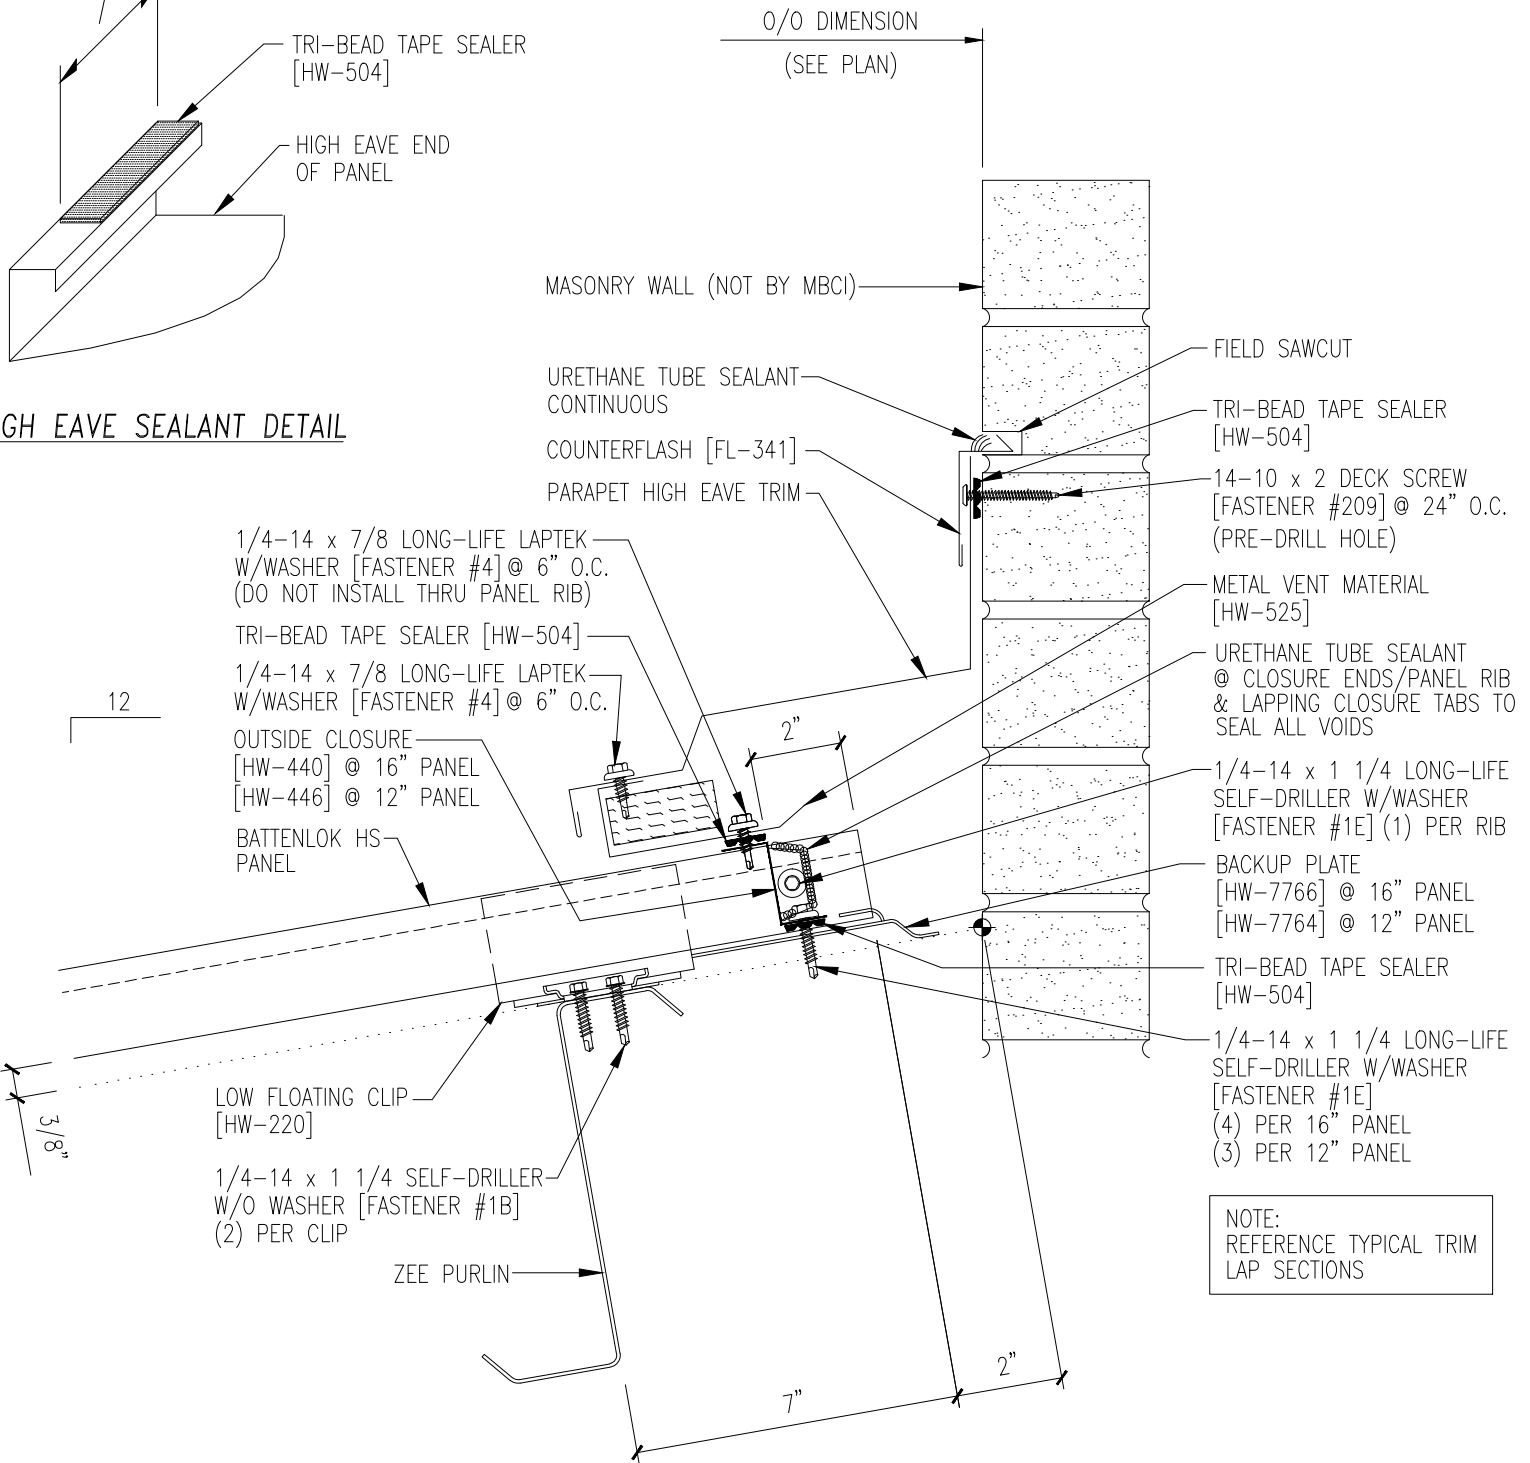 O/O DIMENSION
(SEE PLAN)
TRI-BEAD TAPE SEALER
[HW-504]
HIGH EAVE END
OF PANEL
GH EAVE SEALANT DETAIL
MASONRY WALL (NOT BY MBCI)
URETHANE TUBE SEALANT
CONTINUOUS
COUNTERFLASH [FL-341]
PARAPET HIGH EAVE TRIM
1/4-14 x 7/8 LONG-LIFE LAPTEK
W/WASHER [FASTENER #4] @ 6" O.C.
(DO NOT INSTALL THRU PANEL RIB)
TRI-BEAD TAPE SEALER [HW-504]
1/4-14 x 7/8 LONG-LIFE LAPTEK
W/WASHER [FASTENER #4] @ 6" O.C.
OUTSIDE CLOSURE
[HW-440] @ 16" PANEL
[HW-446] @ 12" PANEL
BATTENLOK HS
PANEL
12
2"
FIELD SAWCUT
TRI-BEAD TAPE SEALER
[HW-504]
14-10 x 2 DECK SCREW
[FASTENER #209] @ 24" O.C.
(PRE-DRILL HOLE)
METAL VENT MATERIAL
[HW-525]
URETHANE TUBE SEALANT
@ CLOSURE ENDS/PANEL RIB
& LAPPING CLOSURE TABS TO
SEAL ALL VOIDS
1/4-14 x 1 1/4 LONG-LIFE
SELF-DRILLER W/WASHER
[FASTENER #1E] (1) PER RIB
BACKUP PLATE
[HW-7766] @ 16" PANEL
[HW-7764] @ 12" PANEL
TRI-BEAD TAPE SEALER
[HW-504]
1/4-14 x 1 1/4 LONG-LIFE
SELF-DRILLER W/WASHER
[FASTENER #1E]
(4) PER 16" PANEL
(3) PER 12" PANEL
3/8"
LOW FLOATING CLIP
[HW-220]
1/4-14 x 1 1/4 SELF-DRILLER
W/O WASHER [FASTENER #1B]
(2) PER CLIP
ZEE PURLIN
7"
2"
NOTE:
REFERENCE TYPICAL TRIM
LAP SECTIONS